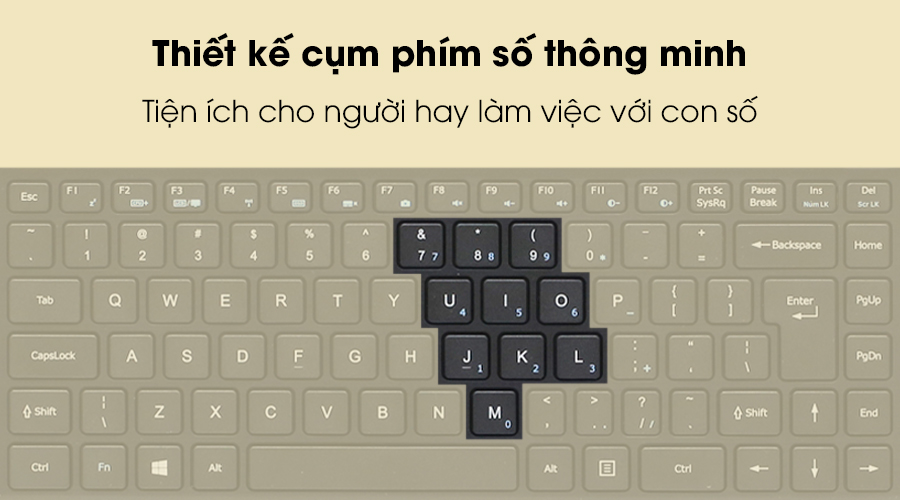 Thiết kế cụm phím số thông minh
Tiện ích cho người hay làm việc với con số
Esc F1 F2 F3 F4 F5 F6 F7 F8 F9 F10 F11 F12 Prt Sc SysRq Pause Break Ins Num LK Del Scr LK
~ . ! 1 @ 2 # 3 $ 4 % 5 ^ 6 & 7 7 * 8 8 ( 9 9 ) 0 * - - + = Backspace Home
Tab Q W E R T Y U 4 I 5 O 6 P _ { [ } ] Enter PgUp
CapsLock A S D F G H J 1 K 2 L 3 : ; + " , ¦ \ PgDn
Shift ¦ \ Z X C V B N M 0 < , > . . ? / / ~ . Shift End
Ctrl Fn Alt Alt Ctrl